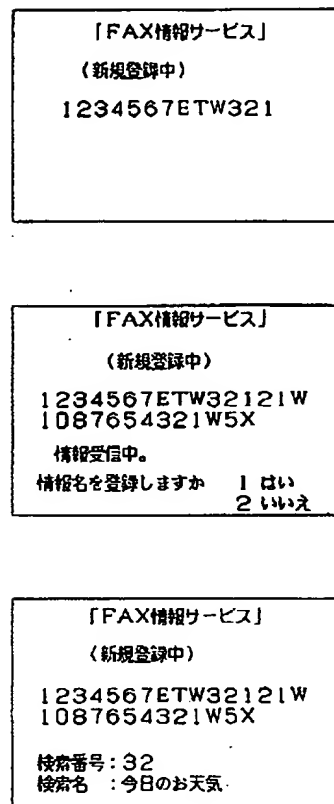 「FAX情報サービス」
(新規登録中)
1234567ETW321
「FAX情報サービス」
(新規登録中)
1234567ETW32121W
1087654321W5X
情報受信中。
情報名を登録しますか 1 はい
2 いいえ
「FAX情報サービス」
(新規登録中)
1234567ETW32121W
1087654321W5X
検索番号:32
検索名 :今日のお天気